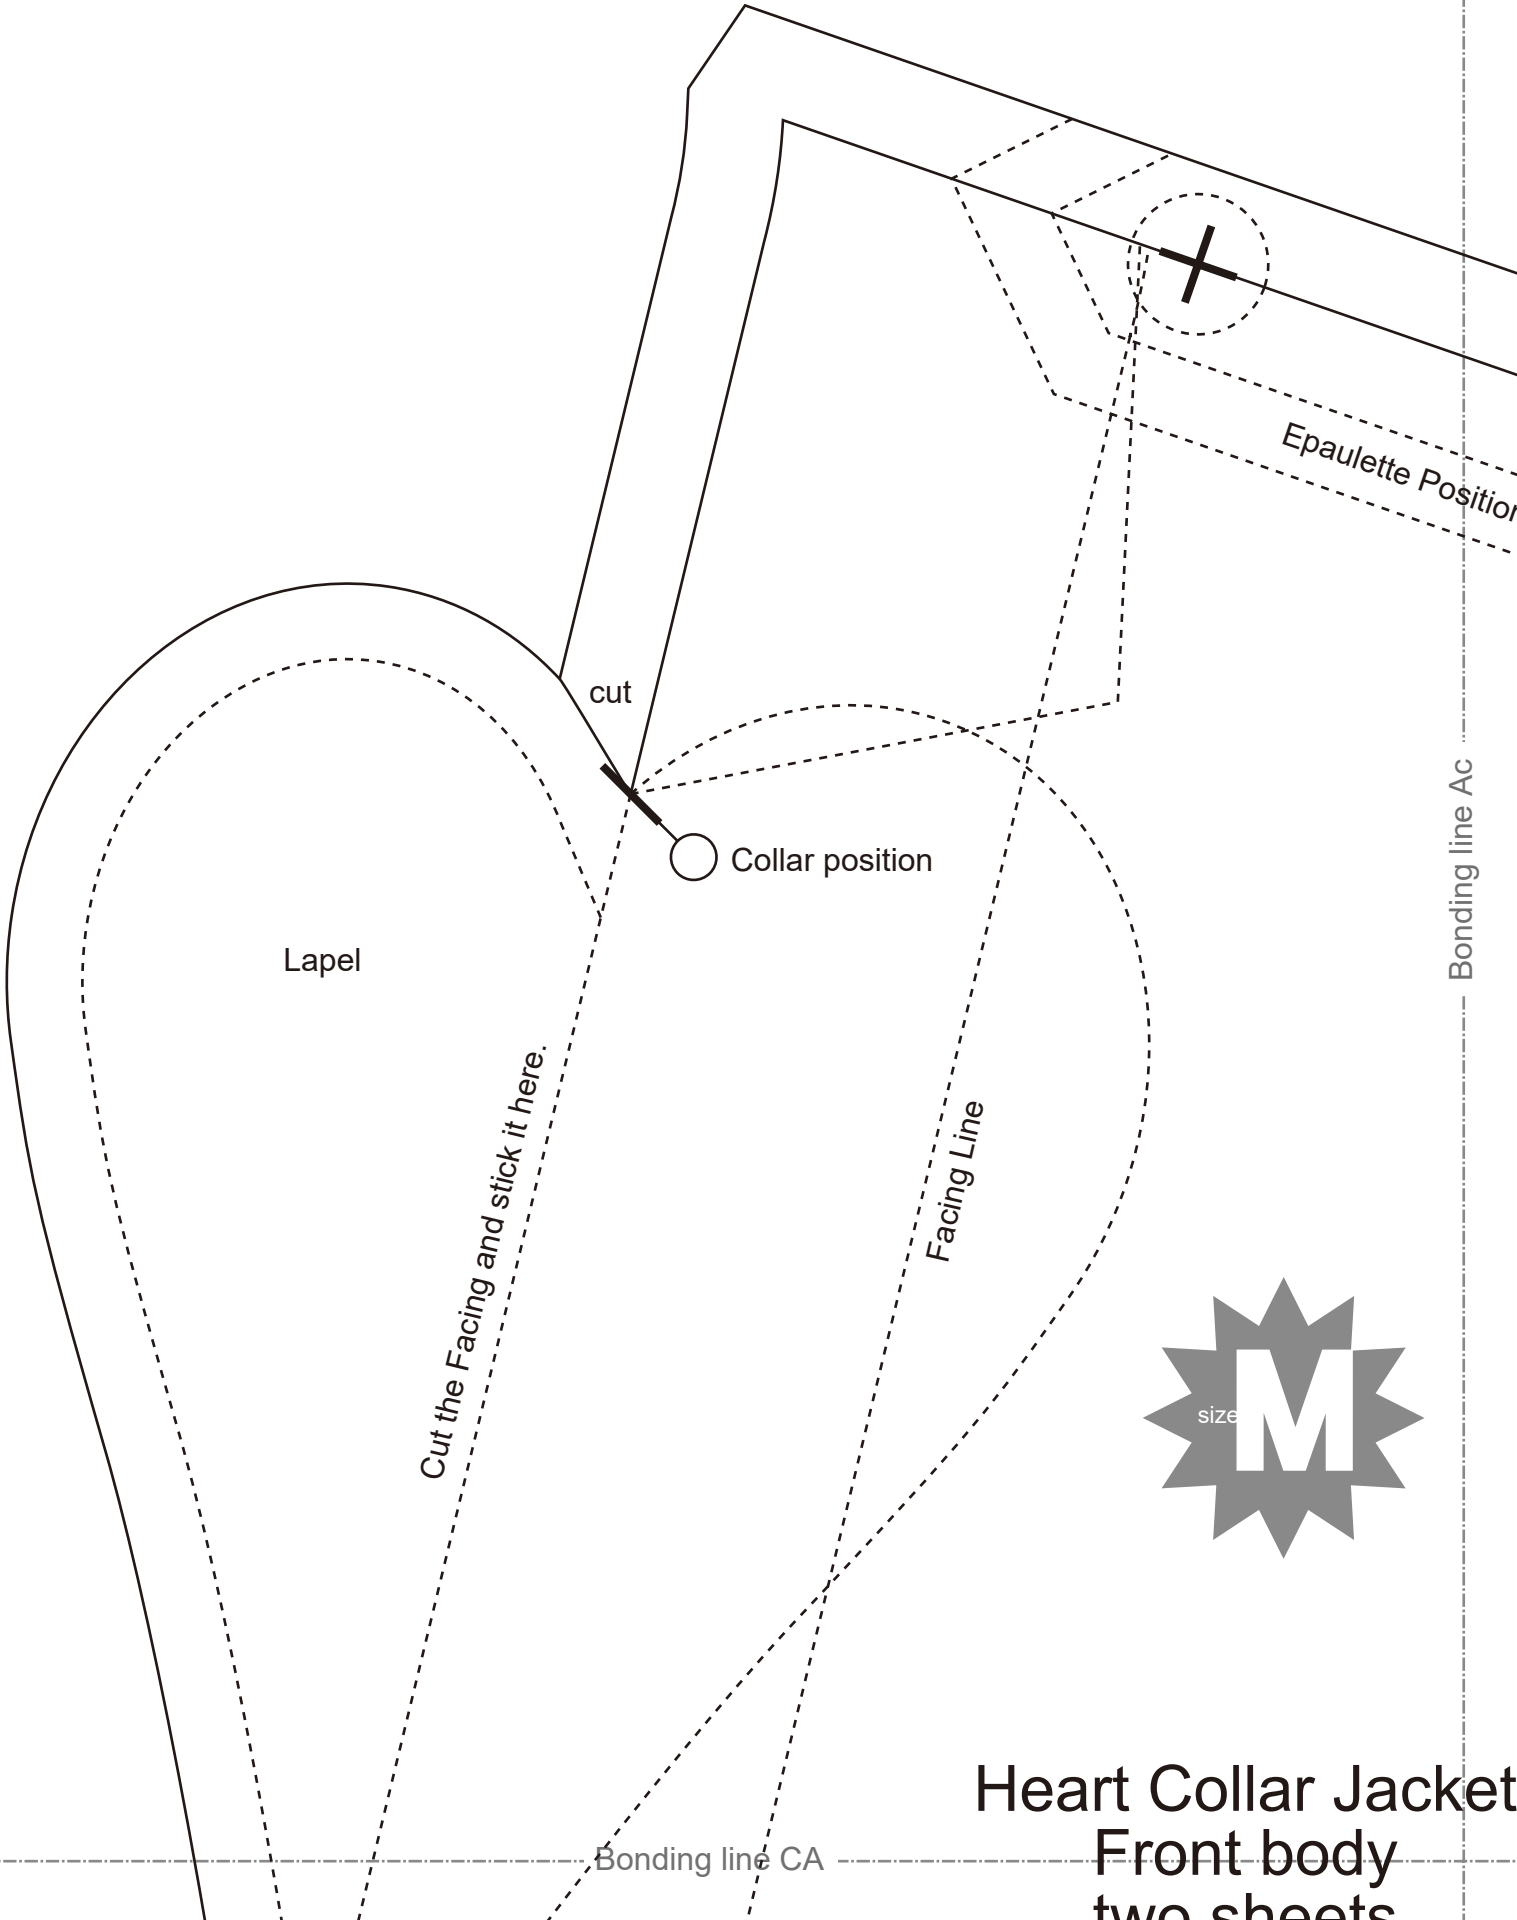 Epaulette Position
cut
Collar position
Bonding line Ac
Lapel
Cut the Facing and stick it here.
Facing Line
size M
Heart Collar Jacket
Front body
two sheets
Bonding line CA